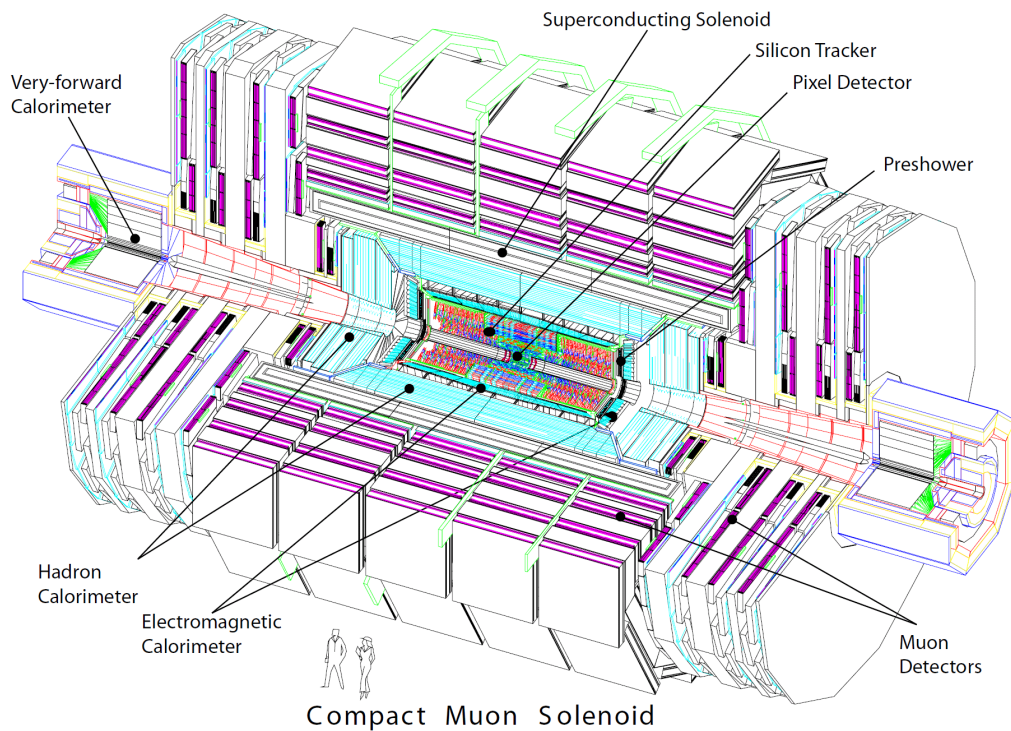 Superconducting Solenoid
Silicon Tracker
Pixel Detector
Very-forward
Calorimeter
Preshower
Hadron
Calorimeter
Electromagnetic
Calorimeter
Muon
Detectors
Compact Muon Solenoid